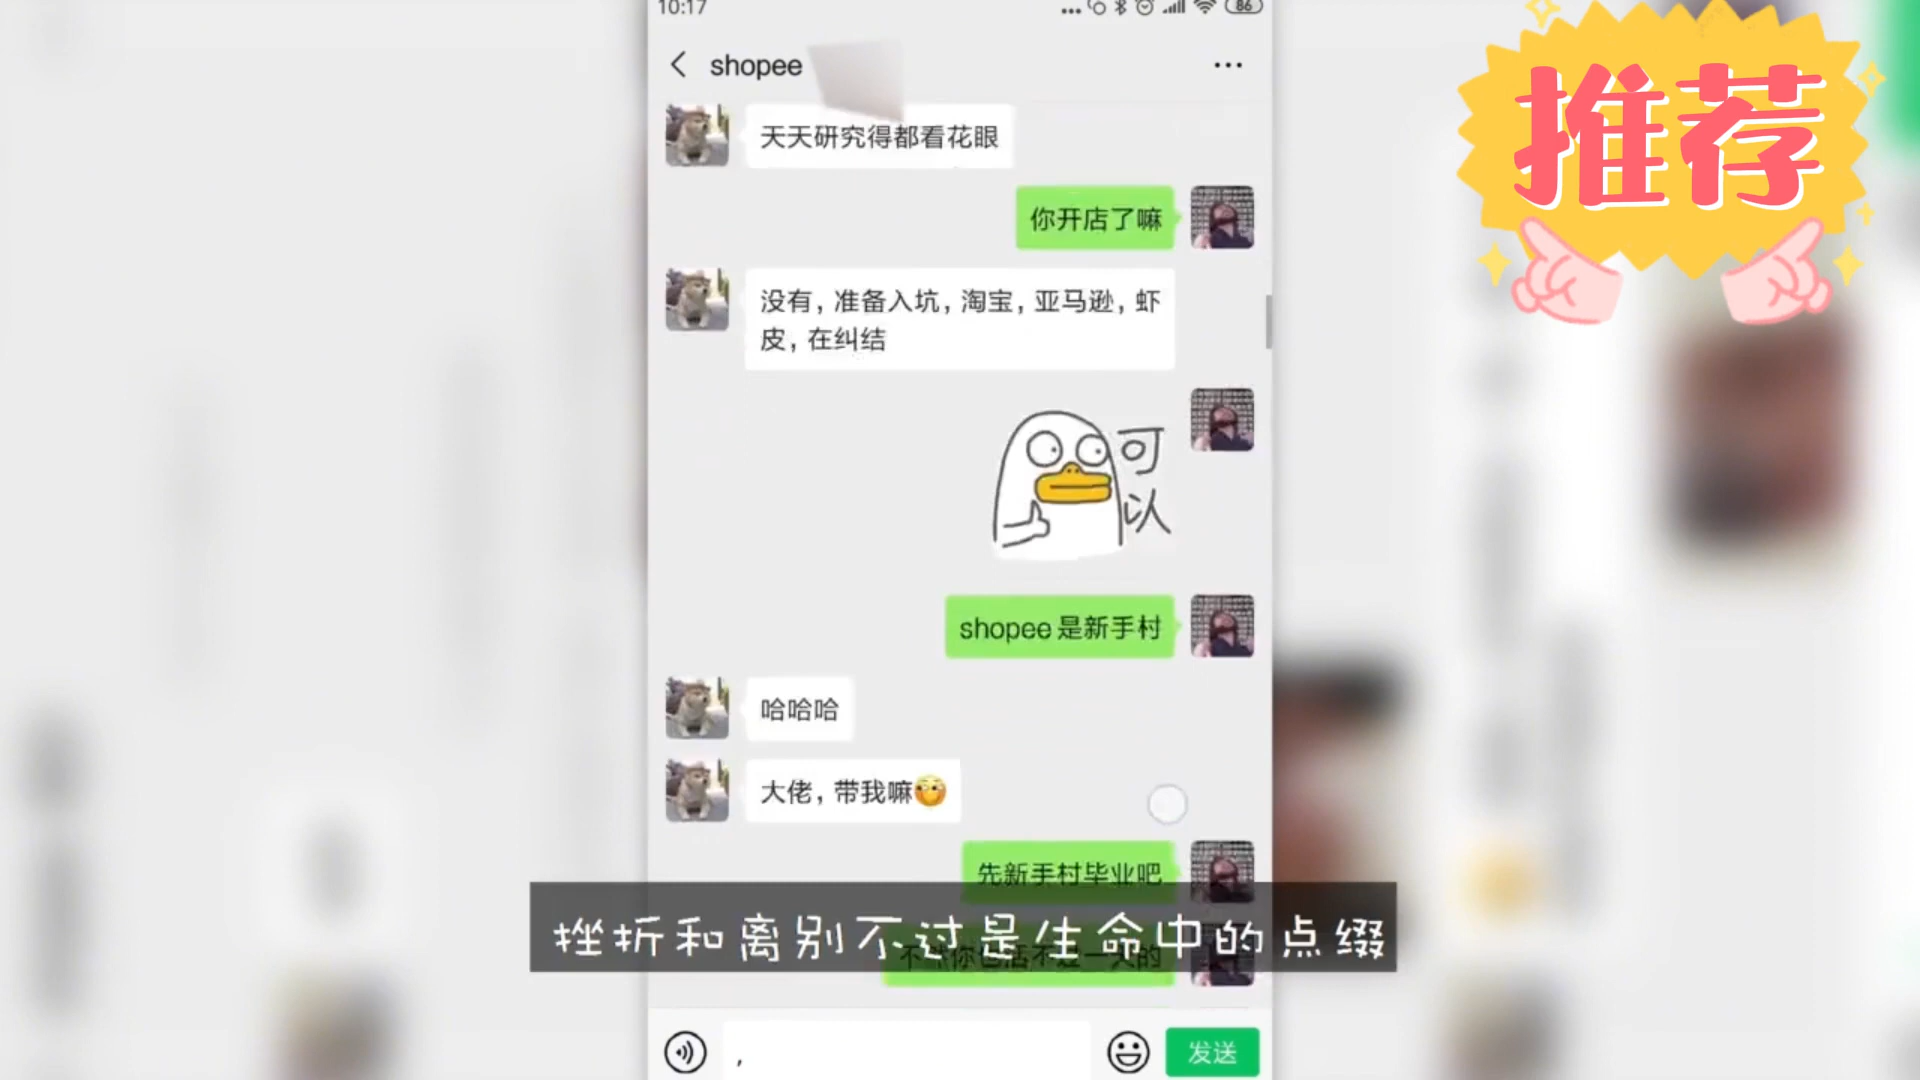 10:17
86
shopee
推荐
天天研究得都看花眼
你开店了嘛
没有，准备入坑，淘宝，亚马逊，虾
皮，在纠结
可
以
shopee是新手村
哈哈哈
大佬，带我嘛
先新手村毕业吧
挫折和离别不过是生命中的点缀
，
发送